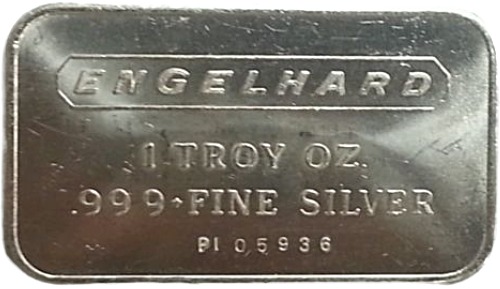 ENGELHARD
1 TROY OZ.
.999+ FINE SILVER
PI 05936